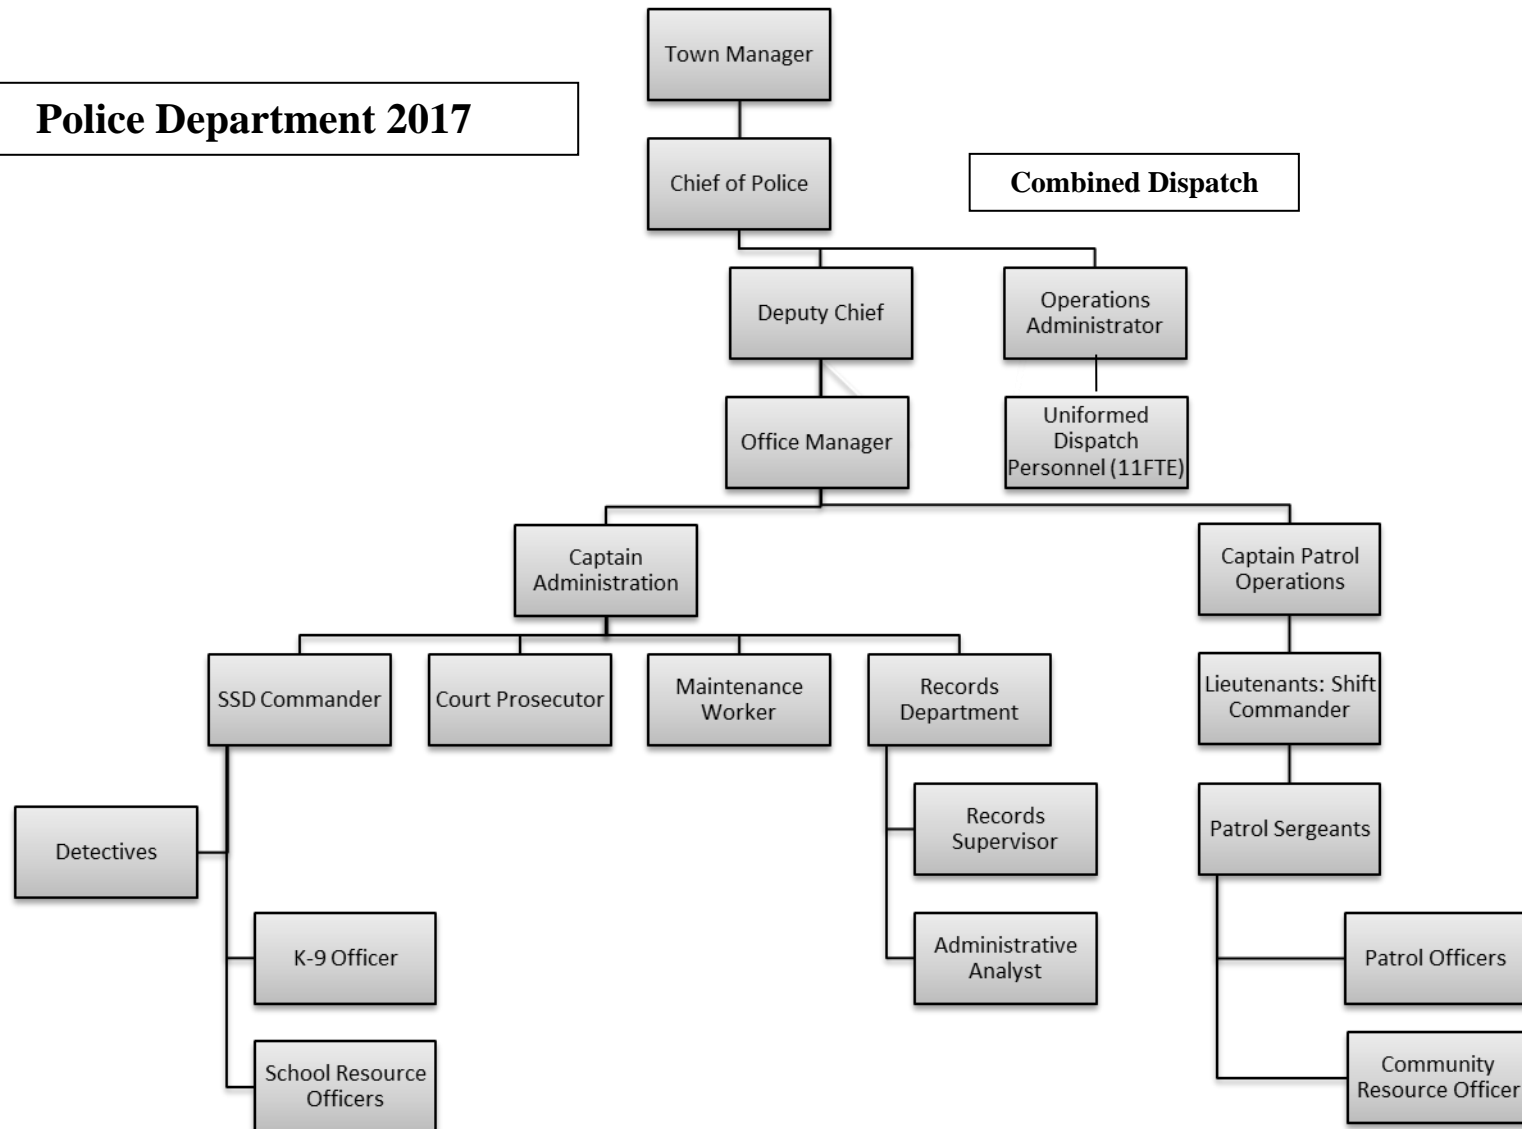 Town Manager
Police Department 2017
Chief of Police
Combined Dispatch
Deputy Chief
Operations
Administrator
Office Manager
Uniformed
Dispatch
Personnel (11FTE)
Captain
Administration
Captain Patrol
Operations
SSD Commander
Court Prosecutor
Maintenance
Worker
Records
Department
Lieutenants: Shift
Commander
Detectives
Records
Supervisor
Patrol Sergeants
K-9 Officer
Administrative
Analyst
Patrol Officers
School Resource
Officers
Community
Resource Officer